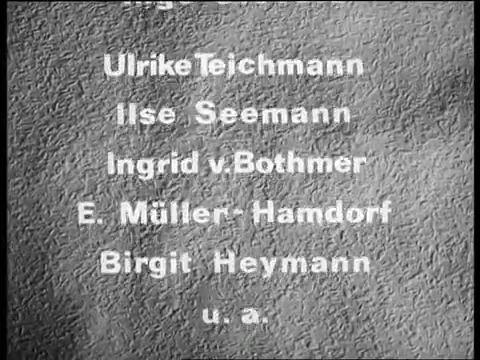 Ulrike Teichmann
Ilse Seemann
Ingrid v. Bothmer
E. Müller-Hamdorf
Birgit Heymann
u. a.